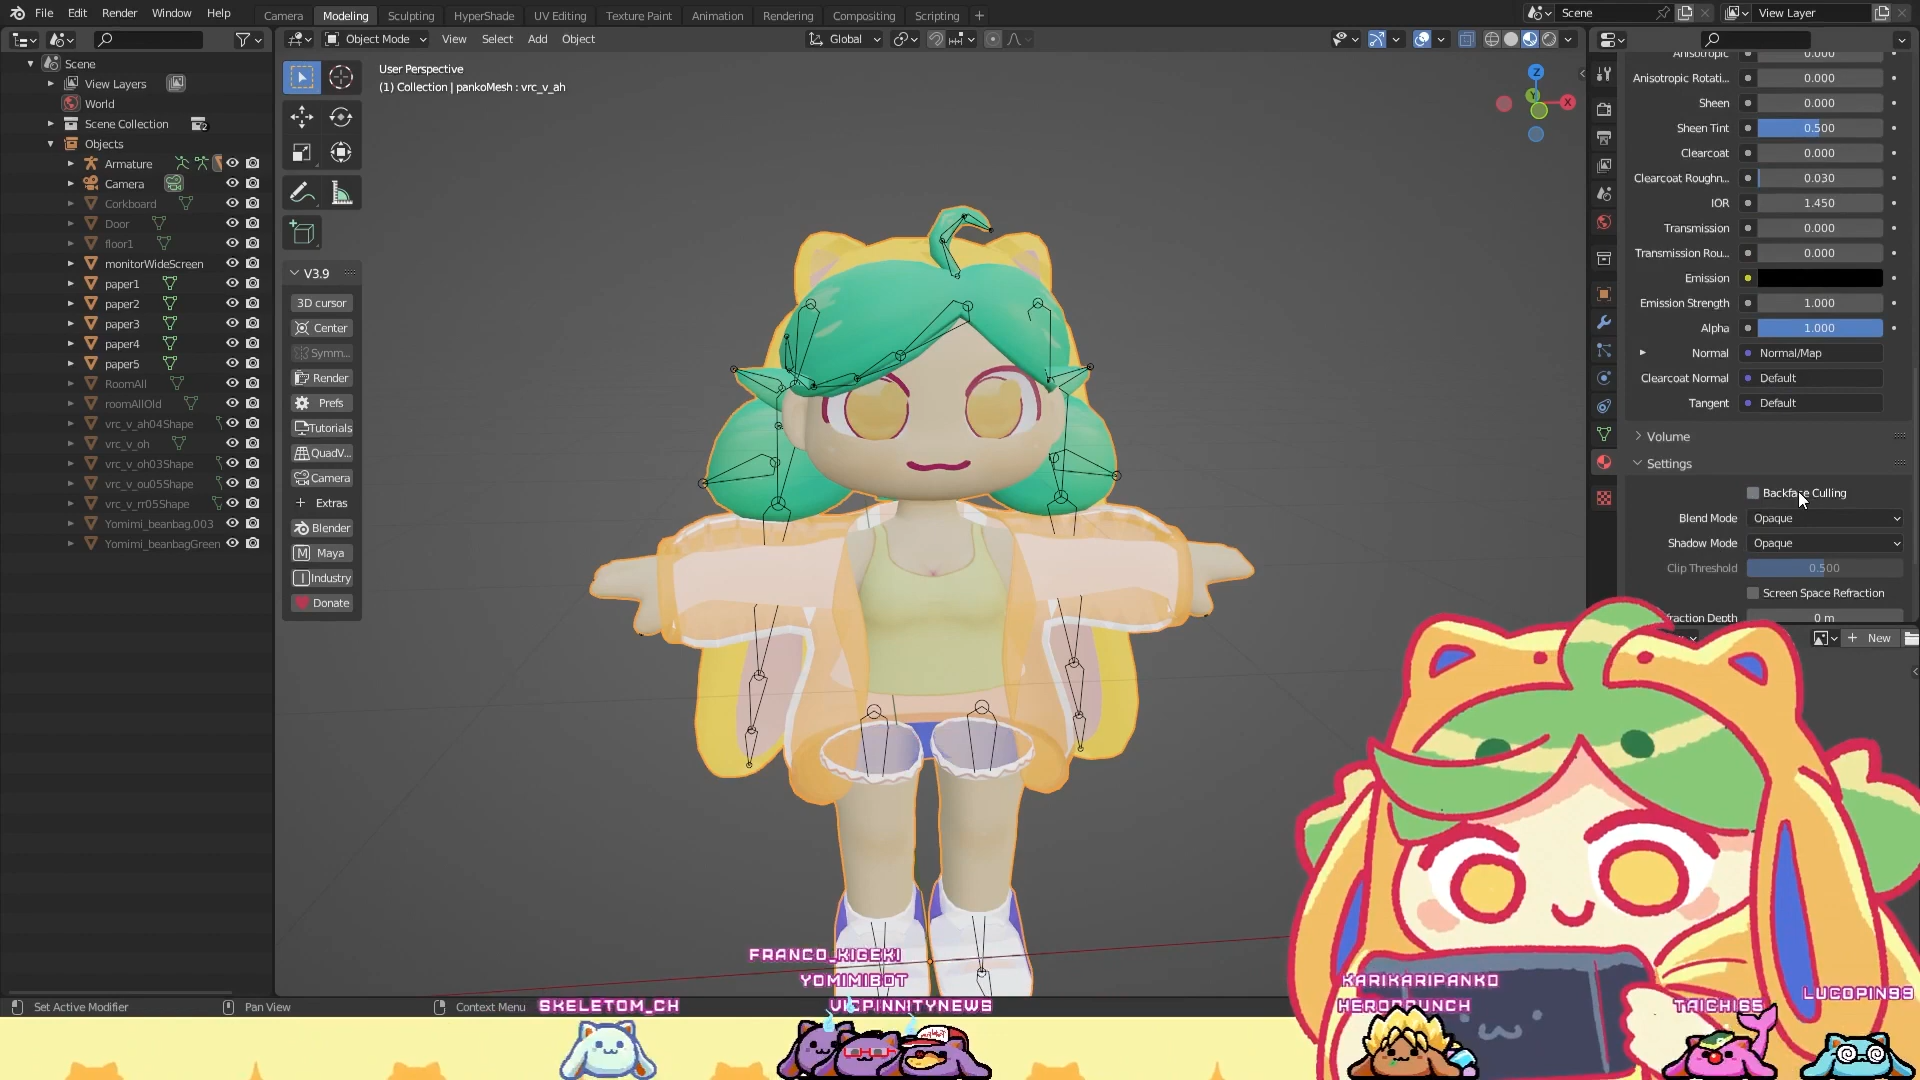 File Edit Render Window Help
Camera Modeling Sculpting HyperShade UV Editing Texture Paint Animation Rendering Compositing Scripting +
Scene
View Layer
Object Mode View Select Add Object
Global
User Perspective
(1) Collection | pankoMesh : vrc_v_ah
Scene
View Layers
World
Scene Collection
Objects
Armature
Camera
Corkboard
Door
floor1
monitorWideScreen
paper1
paper2
paper3
paper4
paper5
RoomAll
roomAllOld
vrc_v_ah04Shape
vrc_v_oh
vrc_v_oh03Shape
vrc_v_ou05Shape
vrc_v_rr05Shape
Yomimi_beanbag.003
Yomimi_beanbagGreen
V3.9
3D cursor
Center
Symm...
Render
Prefs
Tutorials
QuadV...
Camera
Extras
Blender
Maya
Industry
Donate
Z
Y
X
Anisotropic 0.000
Anisotropic Rotati... 0.000
Sheen 0.000
Sheen Tint 0.500
Clearcoat 0.000
Clearcoat Roughn... 0.030
IOR 1.450
Transmission 0.000
Transmission Rou... 0.000
Emission
Emission Strength 1.000
Alpha 1.000
Normal Normal/Map
Clearcoat Normal Default
Tangent Default
Volume
Settings
Backface Culling
Blend Mode Opaque
Shadow Mode Opaque
Clip Threshold 0.500
Screen Space Refraction
raction Depth 0 m
+ New
Set Active Modifier
Pan View
Context Menu
FRANCO_KIGEKI
YOMIMIBOT
SKELETOM_CH
VICPINNITYNEWS
KARIKARIPANKO
TAICHI65
LUCOPIN99